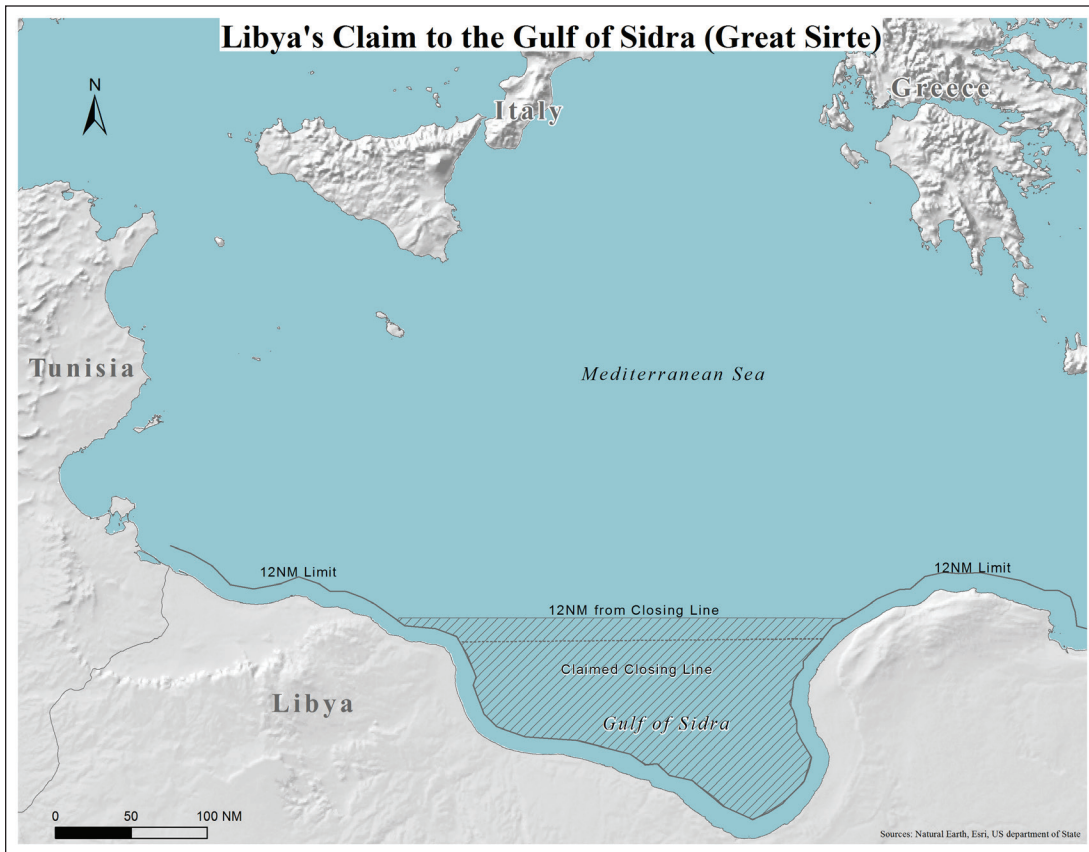 Libya's Claim to the Gulf of Sidra (Great Sirte)
N
Italy
Greece
Tunisia
Mediterranean Sea
12NM Limit
12NM Limit
12NM from Closing Line
Claimed Closing Line
Libya
Gulf of Sidra
0 50 100 NM
Sources: Natural Earth, Esri, US department of State